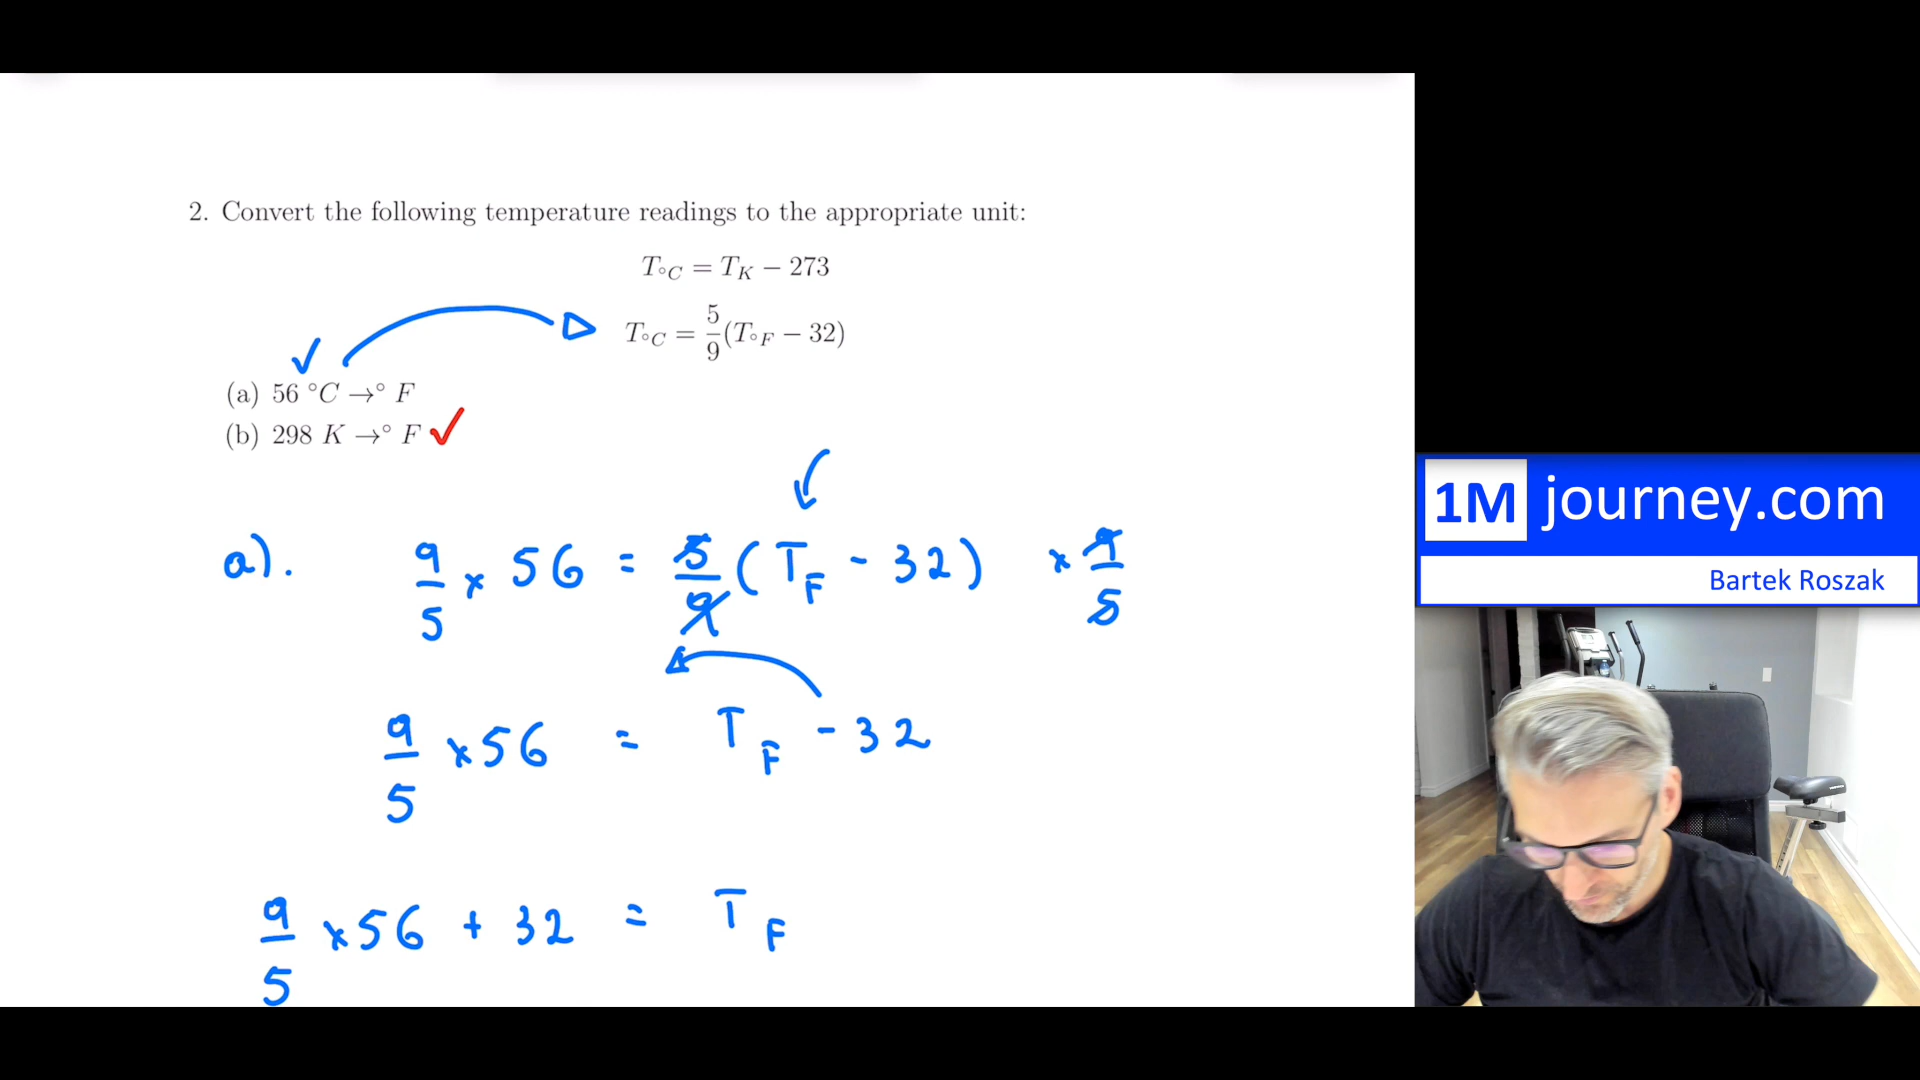 2. Convert the following temperature readings to the appropriate unit:
T°C = TK − 273
T°C = 5/9(T°F − 32)
(a) 56 °C →° F
(b) 298 K →° F ✓
a). 9/5 × 56 = 5/9 (TF - 32) × 9/5
9/5 × 56 = TF - 32
9/5 × 56 + 32 = TF
1M journey.com
Bartek Roszak